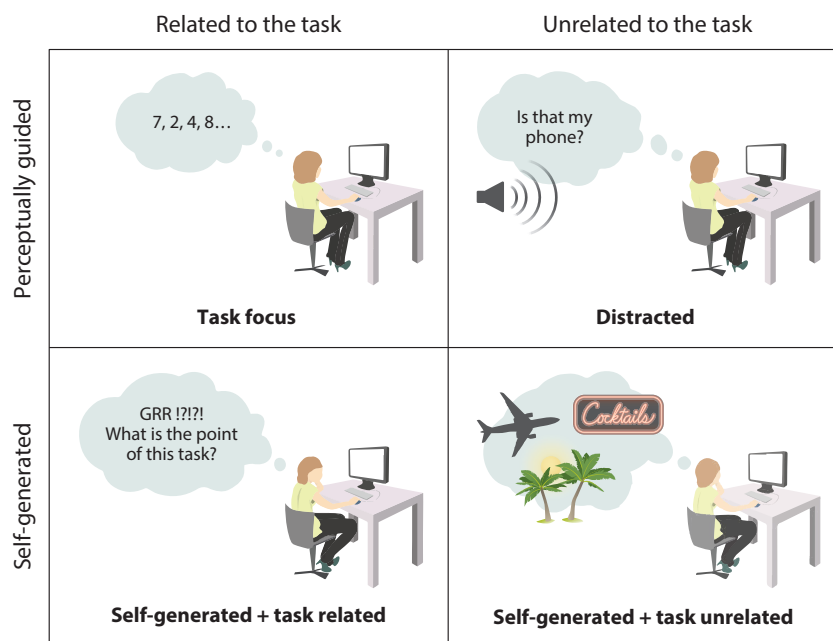 Related to the task
Unrelated to the task
Perceptually guided
7, 2, 4, 8…
Task focus
Is that my
phone?
Distracted
Self-generated
GRR !?!?!
What is the point
of this task?
Self-generated + task related
Cocktails
Self-generated + task unrelated